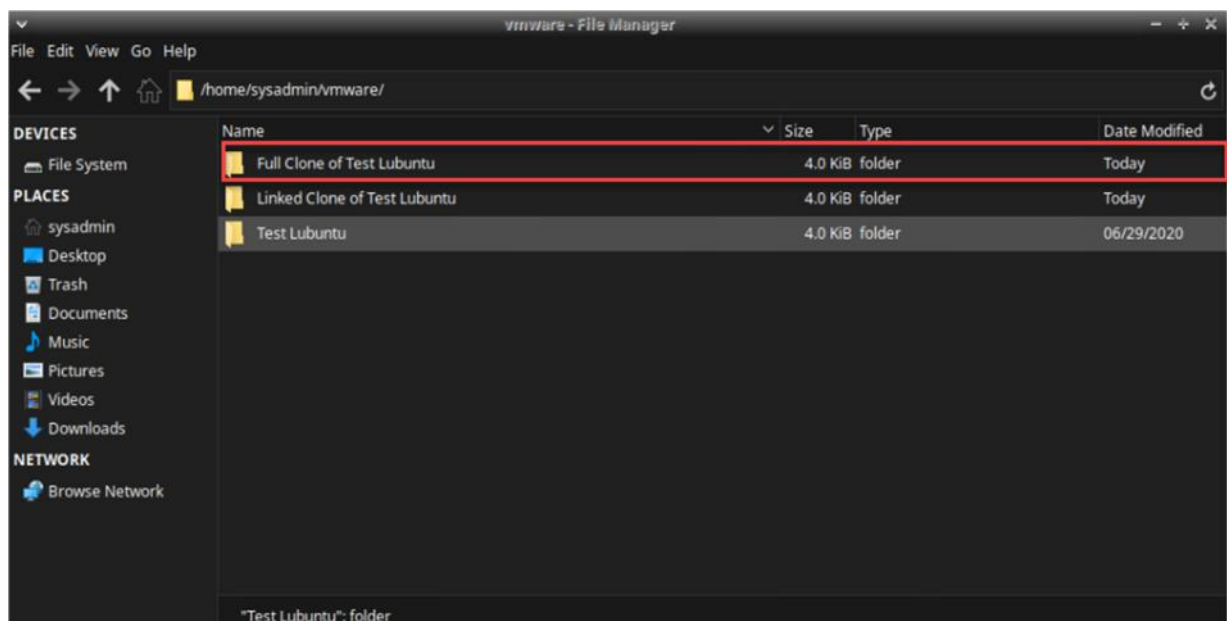 vmware - File Manager
File Edit View Go Help
/home/sysadmin/vmware/
DEVICES
File System
PLACES
sysadmin
Desktop
Trash
Documents
Music
Pictures
Videos
Downloads
NETWORK
Browse Network
Name Size Type Date Modified
Full Clone of Test Lubuntu 4.0 KiB folder Today
Linked Clone of Test Lubuntu 4.0 KiB folder Today
Test Lubuntu 4.0 KiB folder 06/29/2020
"Test Lubuntu": folder